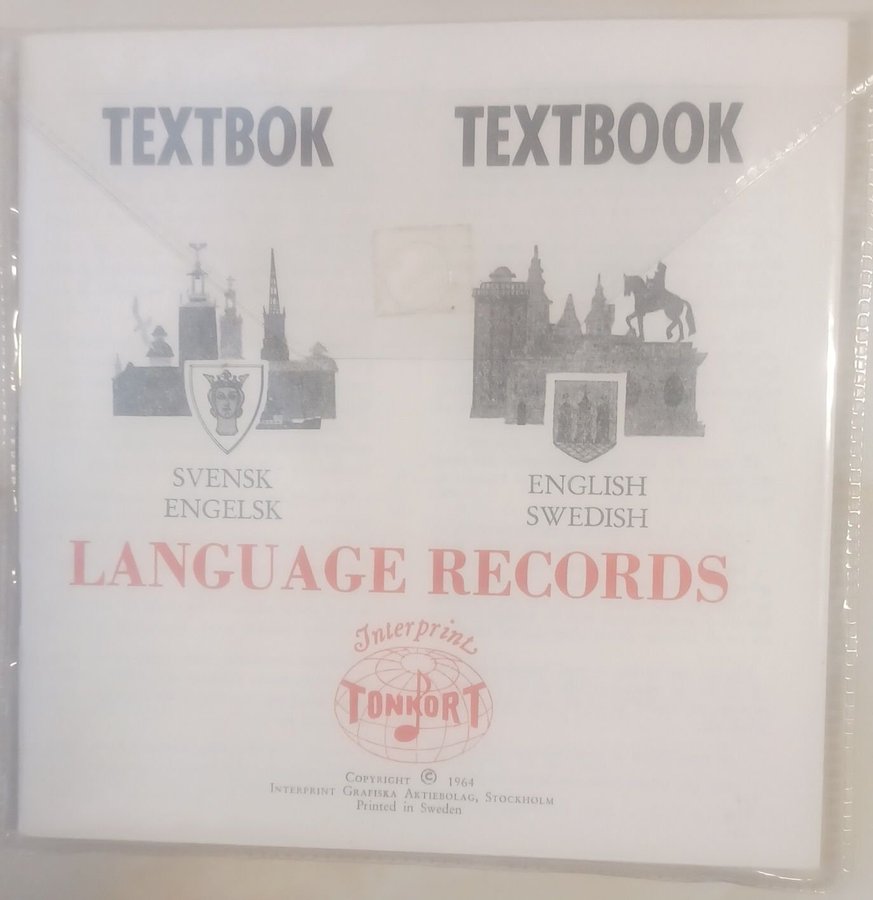 TEXTBOK
TEXTBOOK
SVENSK
ENGELSK
ENGLISH
SWEDISH
LANGUAGE RECORDS
Interprint
TONKORT
COPYRIGHT © 1964
INTERPRINT GRAFISKA AKTIEBOLAG, STOCKHOLM
Printed in Sweden